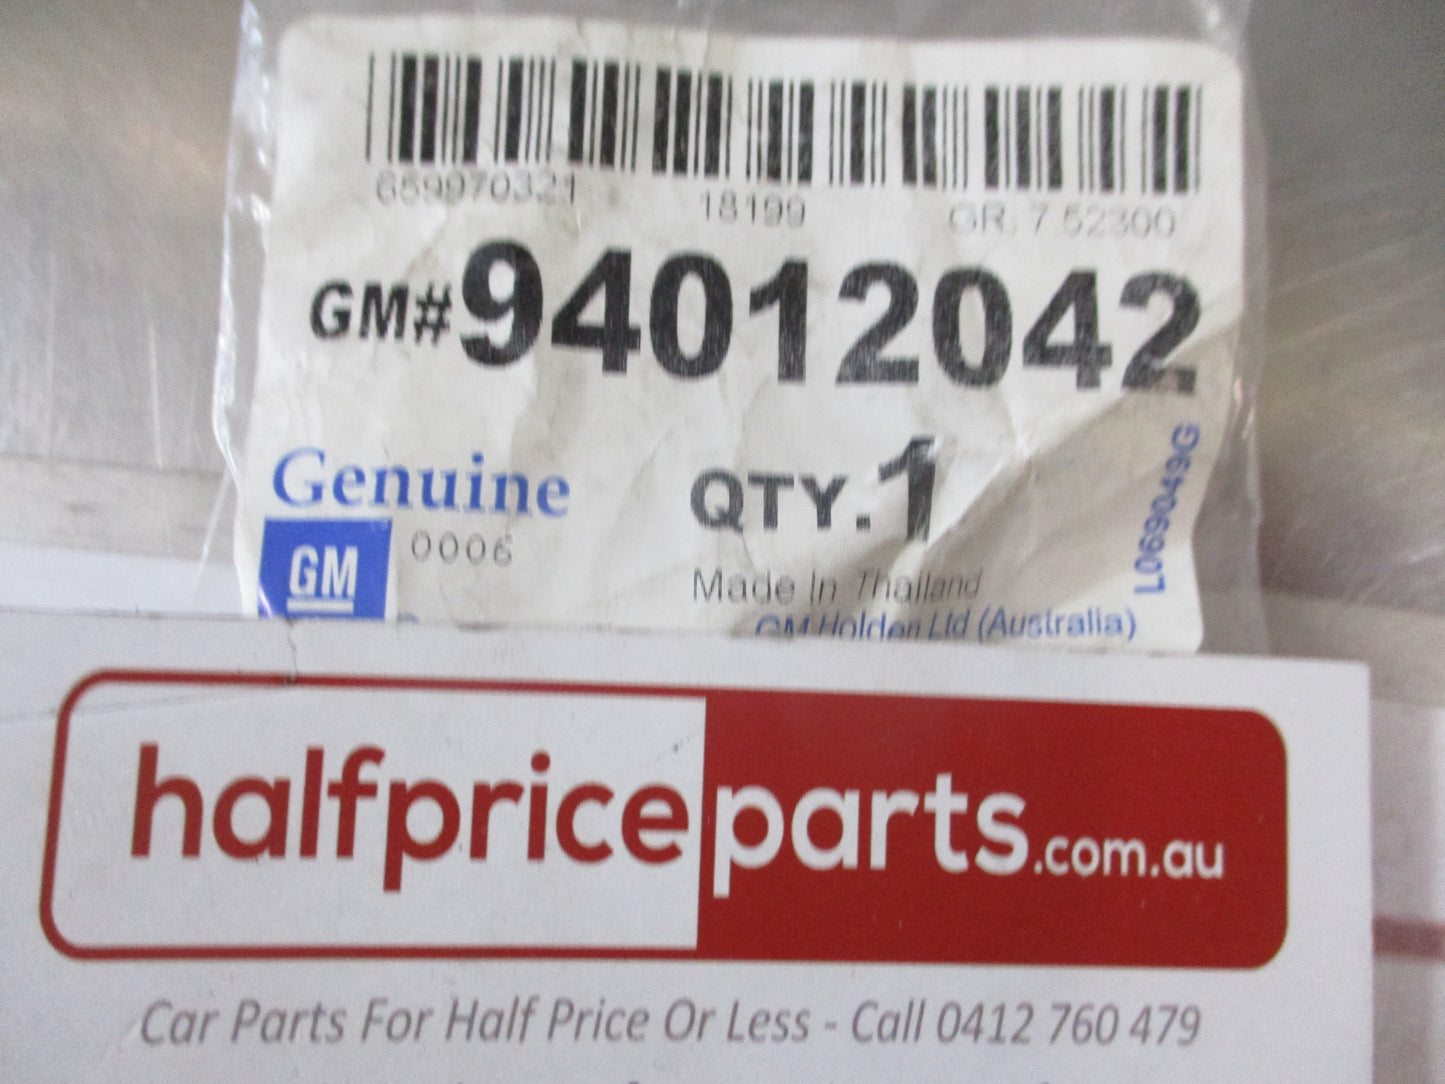 659970321 18199 GR. 7.52300
GM#94012042
Genuine QTY.1
GM 0006
Made In Thailand
GM Holden Ltd (Australia)
L069049G
halfpriceparts.com.au
Car Parts For Half Price Or Less - Call 0412 760 479